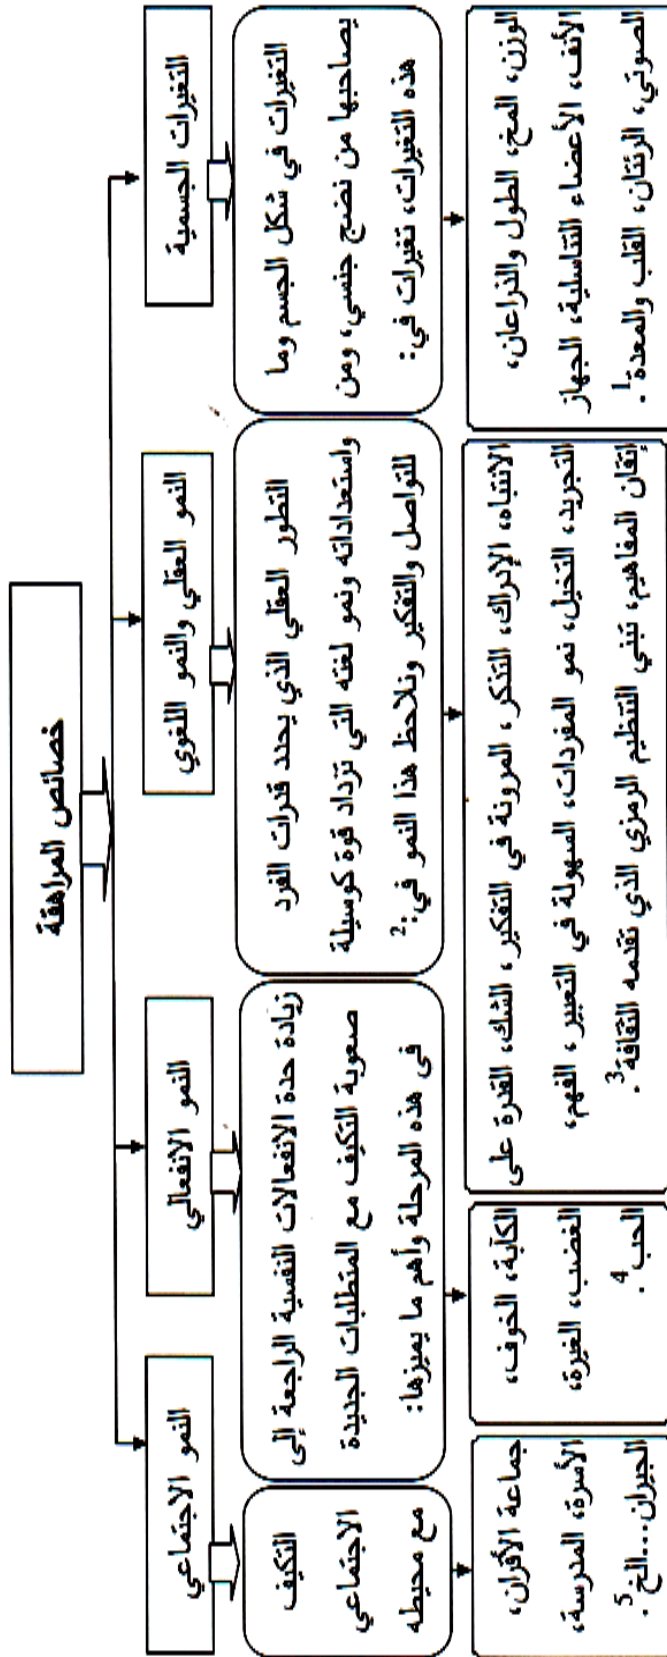 خصائص المراهقة
التغيرات الجسمية
التغيرات في شكل الجسم وما
يصاحبها من نضج جنسي، ومن
هذه التغيرات، تغيرات في:
الوزن، المخ، الطول والذراعان،
الأنف، الأعضاء التناسلية، الجهاز
الصوتي، الرئتان، القلب والمعدة1.
النمو العقلي والنمو اللغوي
التطور العقلي الذي يحدد قدرات الفرد
واستعداداته ونمو لغته التي تزداد قوة كوسيلة
للتواصل والتفكير ونلاحظ هذا النمو في:2
الانتباه، الإدراك، التذكر، المرونة في التفكير، الشك، القدرة على
التجريد، التخيل، نمو المفردات، السهولة في التعبير، الفهم،
إتقان المفاهيم، تبني التنظيم الرمزي الذي تقدمه الثقافة3.
النمو الانفعالي
زيادة حدة الانفعالات النفسية الراجعة إلى
صعوبة التكيف مع المتطلبات الجديدة
في هذه المرحلة وأهم ما يميزها:
الكآبة، الخوف،
الغضب، الغيرة،
الحب4.
النمو الاجتماعي
التكيف
الاجتماعي
مع محيطه
جماعة الأقران،
الأسرة، المدرسة،
الجيران...الخ5.